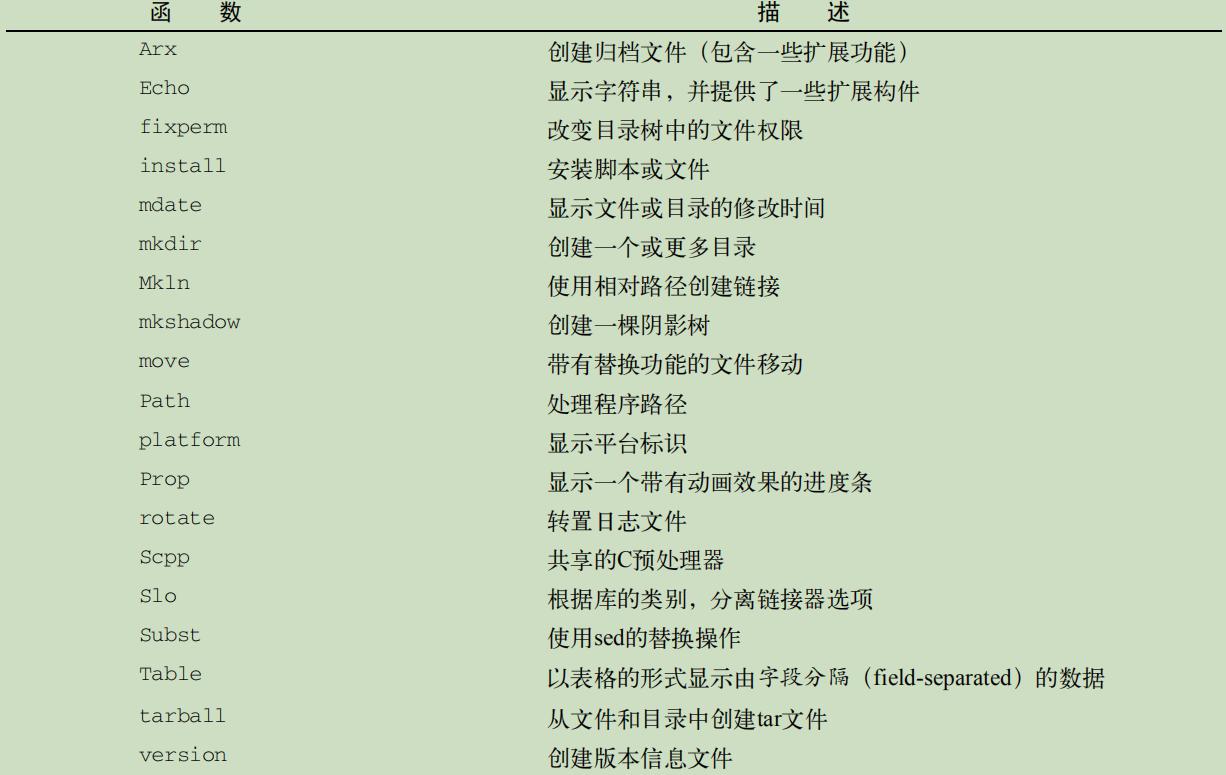 函 数 描 述
Arx 创建归档文件（包含一些扩展功能）
Echo 显示字符串，并提供了一些扩展构件
fixperm 改变目录树中的文件权限
install 安装脚本或文件
mdate 显示文件或目录的修改时间
mkdir 创建一个或更多目录
Mkln 使用相对路径创建链接
mkshadow 创建一棵阴影树
move 带有替换功能的文件移动
Path 处理程序路径
platform 显示平台标识
Prop 显示一个带有动画效果的进度条
rotate 转置日志文件
Scpp 共享的C预处理器
Slo 根据库的类别，分离链接器选项
Subst 使用sed的替换操作
Table 以表格的形式显示由字段分隔（field-separated）的数据
tarball 从文件和目录中创建tar文件
version 创建版本信息文件